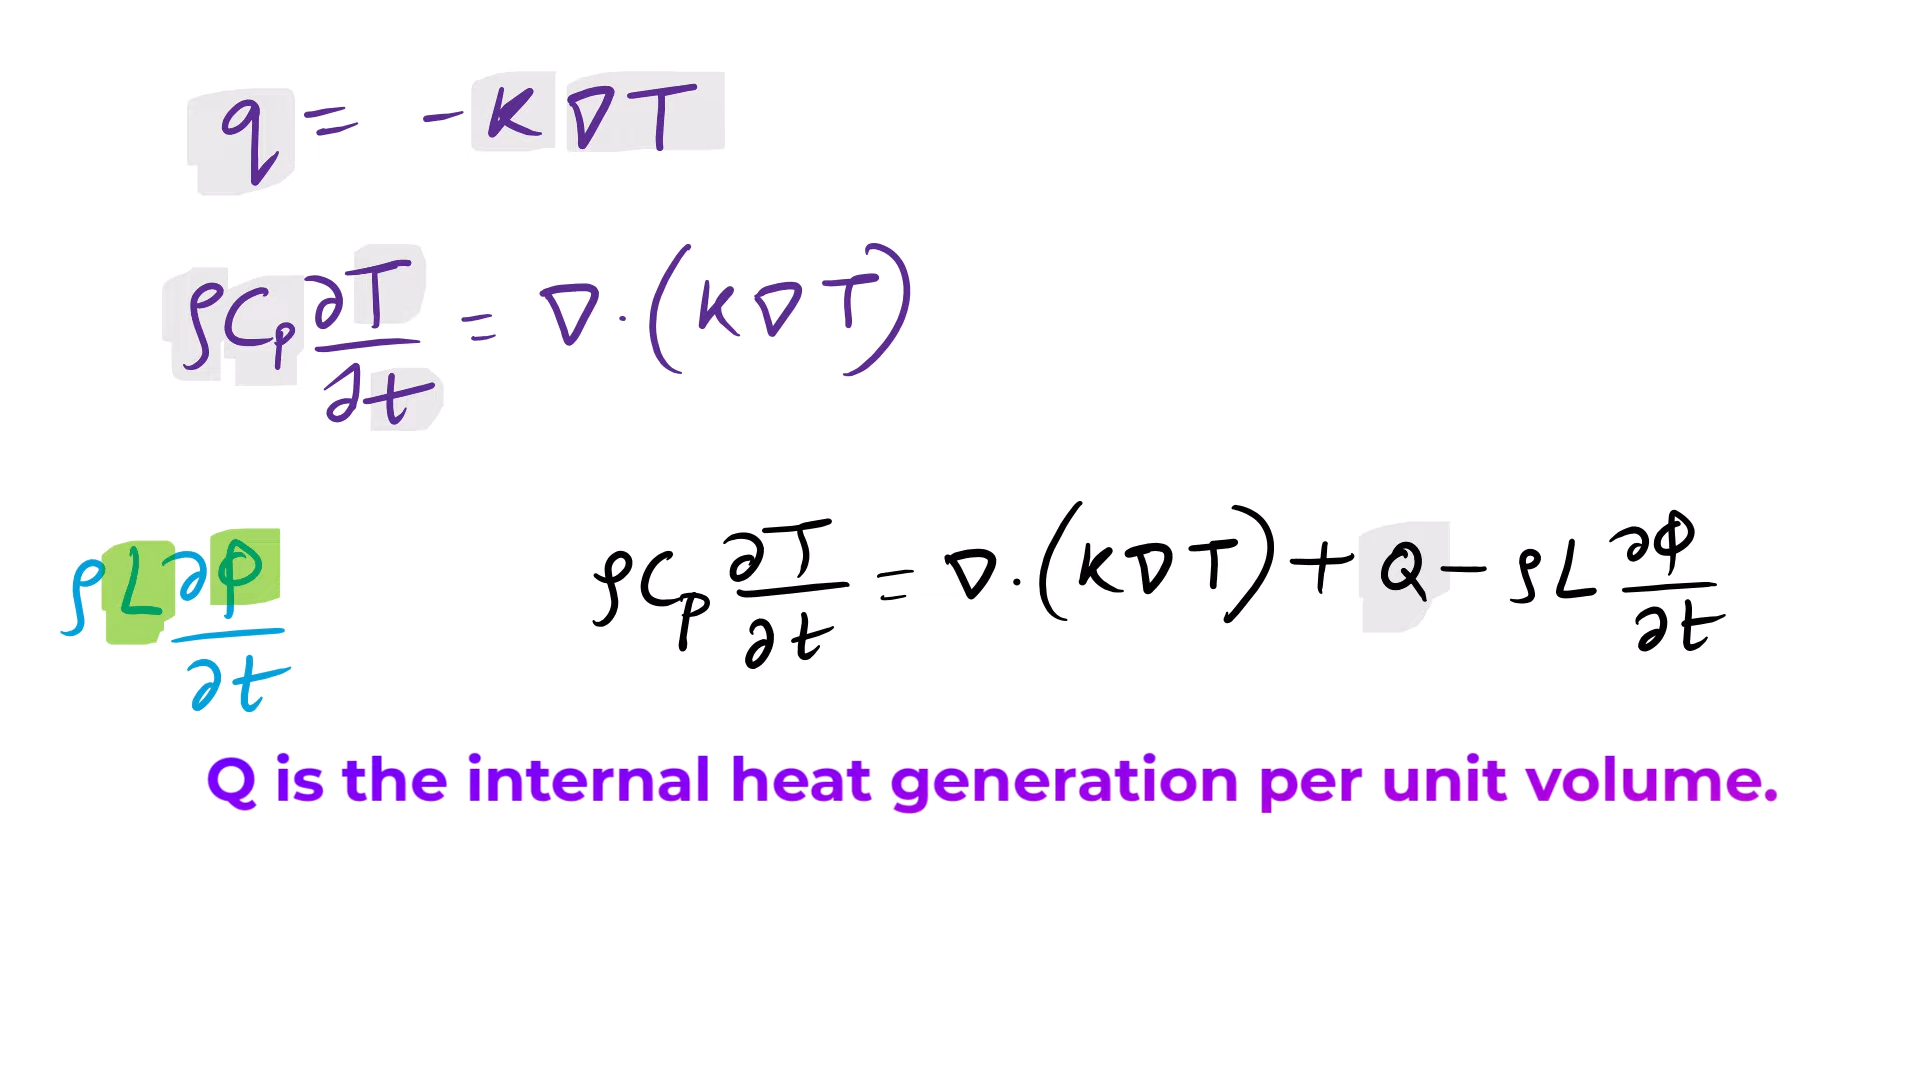 q = -K∇T
ρCₚ ∂T/∂t = ∇·(K∇T)
ρL ∂φ/∂t
ρCₚ ∂T/∂t = ∇·(K∇T) + Q - ρL ∂φ/∂t
Q is the internal heat generation per unit volume.